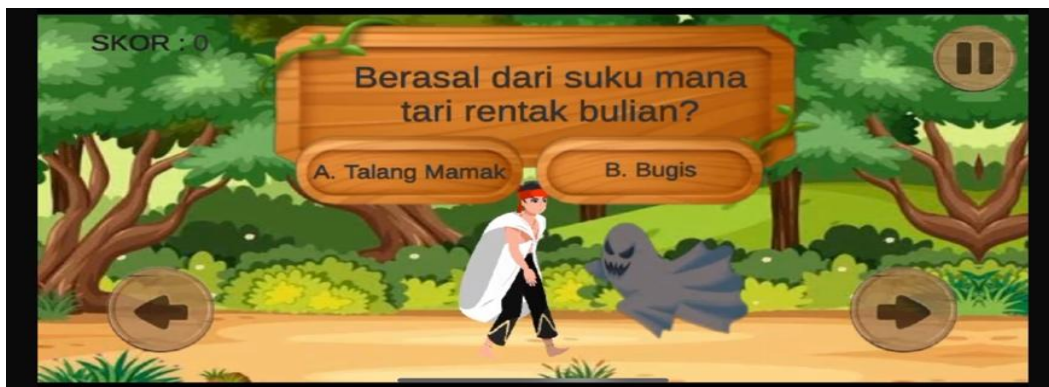 SKOR : 0
Berasal dari suku mana
tari rentak bulian?
A. Talang Mamak
B. Bugis